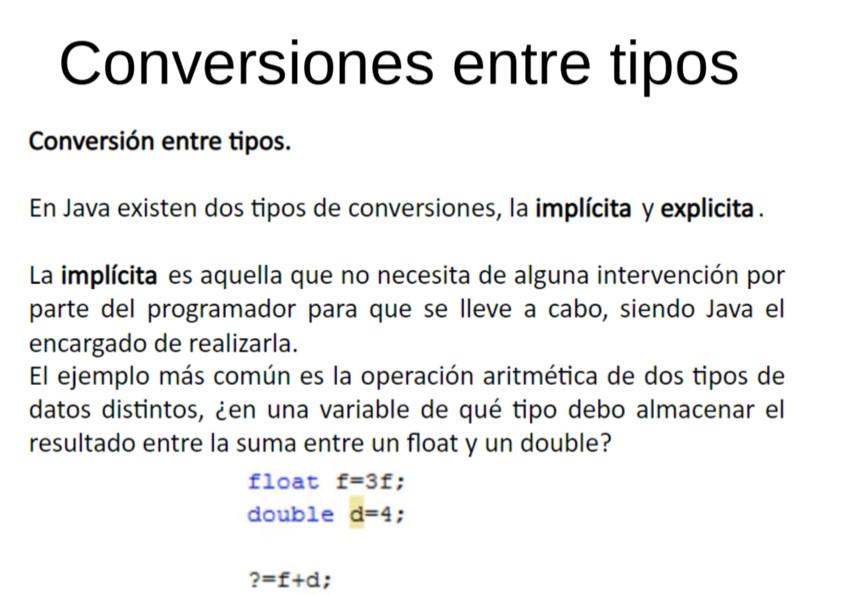 Conversiones entre tipos
Conversión entre tipos.
En Java existen dos tipos de conversiones, la implícita y explicita.
La implícita es aquella que no necesita de alguna intervención por
parte del programador para que se lleve a cabo, siendo Java el
encargado de realizarla.
El ejemplo más común es la operación aritmética de dos tipos de
datos distintos, ¿en una variable de qué tipo debo almacenar el
resultado entre la suma entre un float y un double?
float f=3f;
double d=4;
?=f+d;